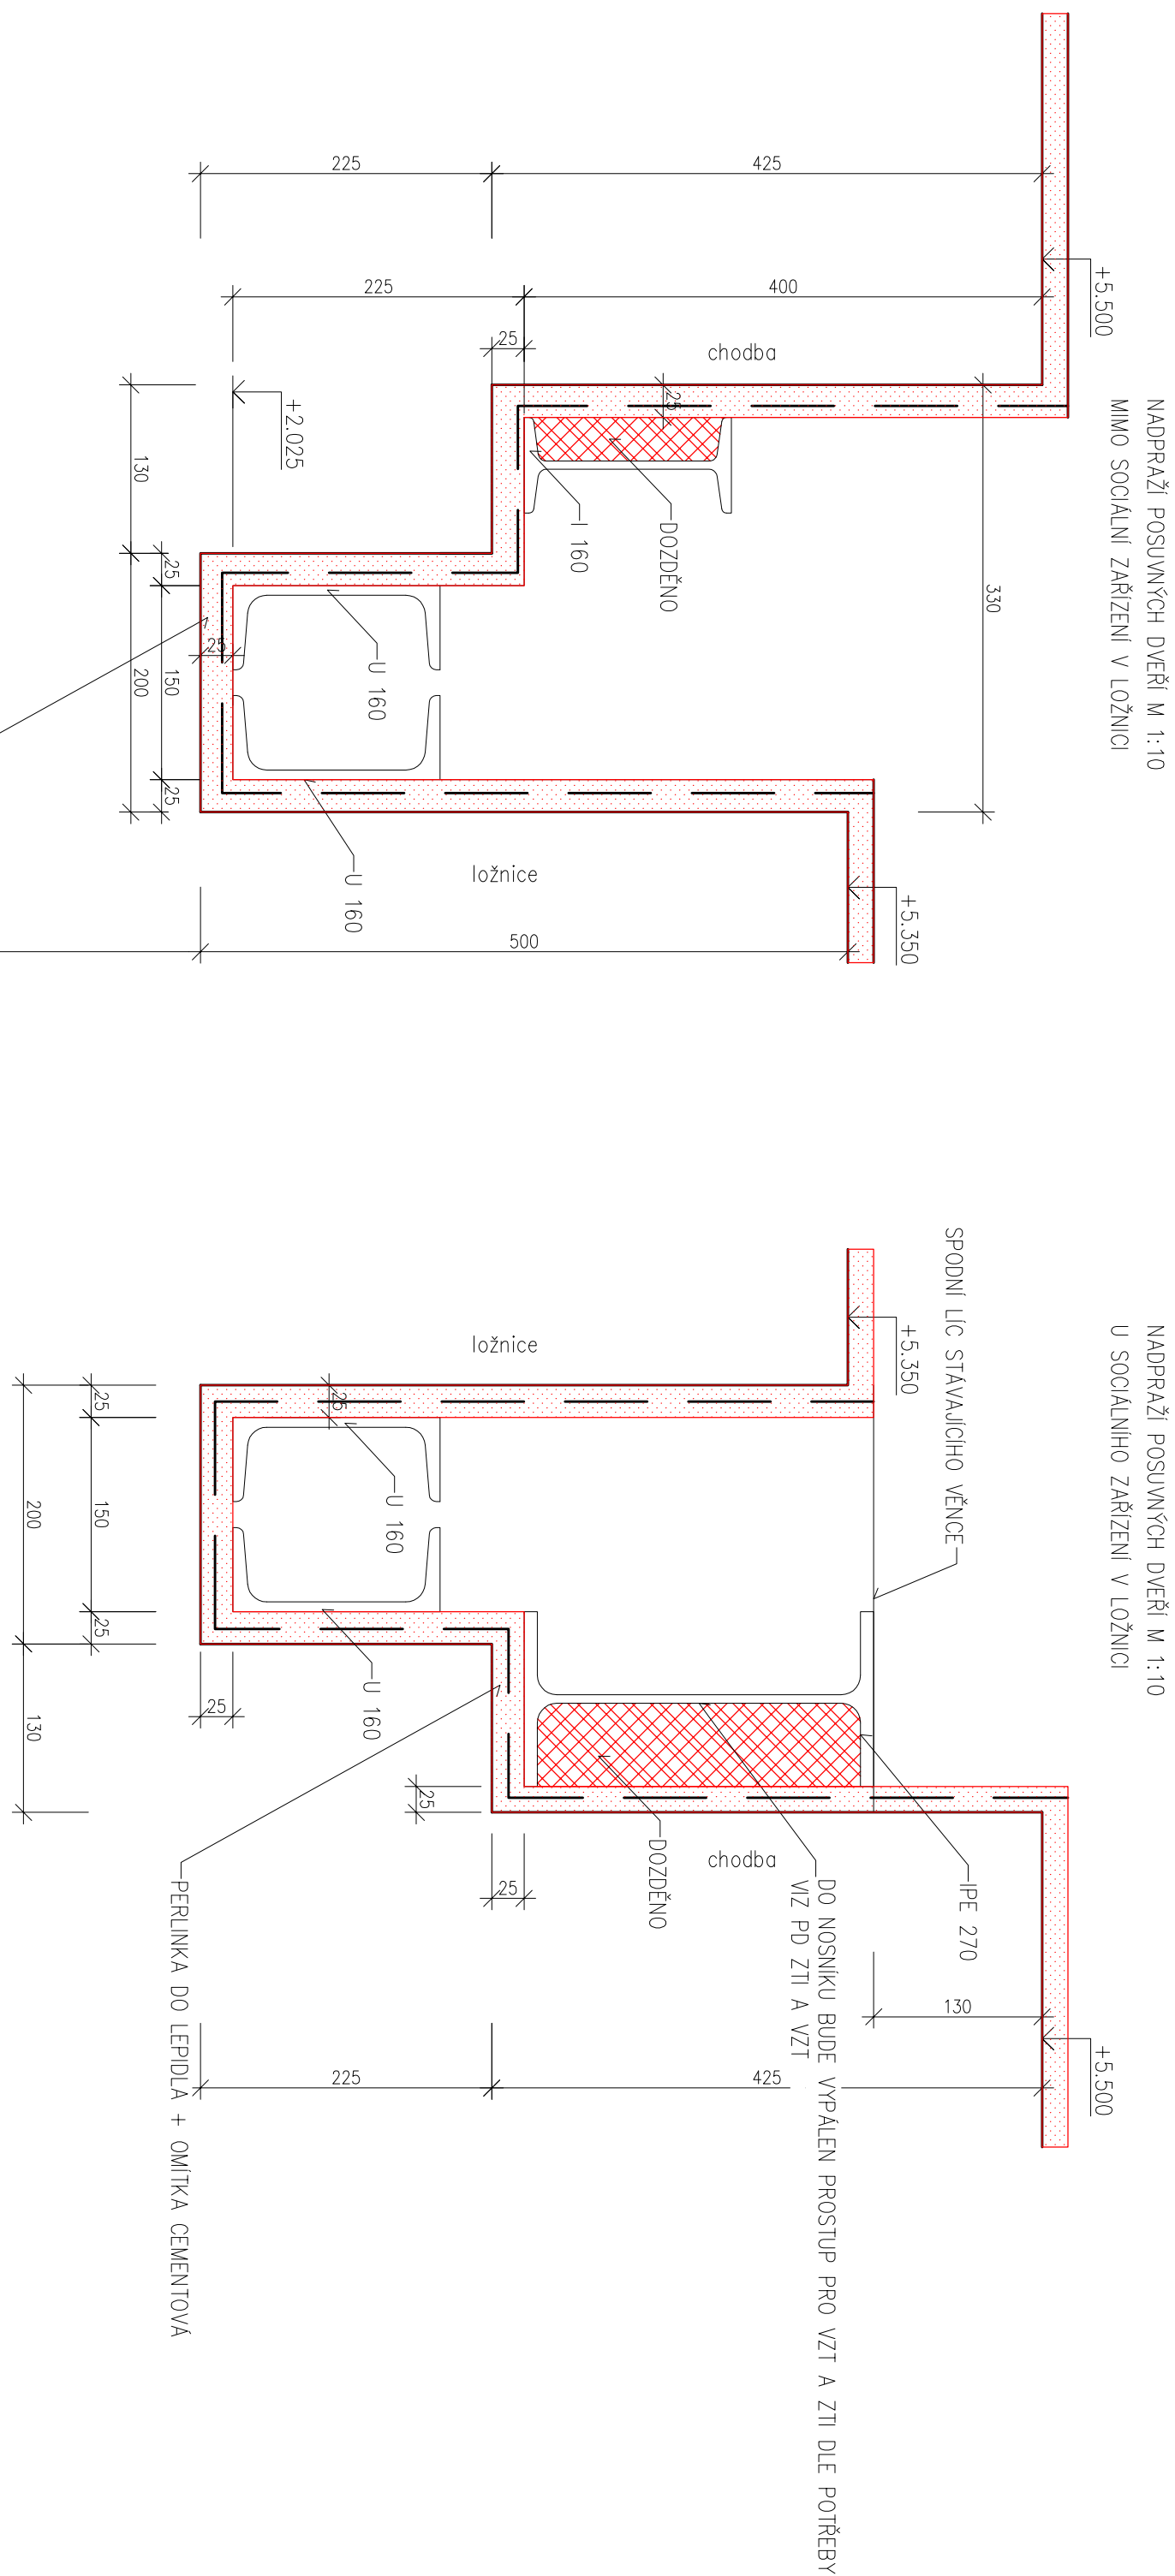 NADPRAŽÍ POSUVNÝCH DVEŘÍ M 1:10
MIMO SOCIÁLNÍ ZAŘÍZENÍ V LOŽNICI
+5.500
425
225
400
225
25
chodba
25
330
DOZDĚNO
I 160
+2.025
130
25
150
25
200
25
U 160
U 160
ložnice
+5.350
500
NADPRAŽÍ POSUVNÝCH DVEŘÍ M 1:10
U SOCIÁLNÍHO ZAŘÍZENÍ V LOŽNICI
SPODNÍ LÍC STÁVAJÍCÍHO VĚNCE
+5.350
ložnice
25
25
150
25
200
130
U 160
U 160
25
25
25
IPE 270
DO NOSNÍKU BUDE VYPÁLEN PROSTUP PRO VZT A ZTI DLE POTŘEBY
VIZ PD ZTI A VZT
DOZDĚNO
chodba
130
+5.500
425
225
PERLINKA DO LEPIDLA + OMÍTKA CEMENTOVÁ